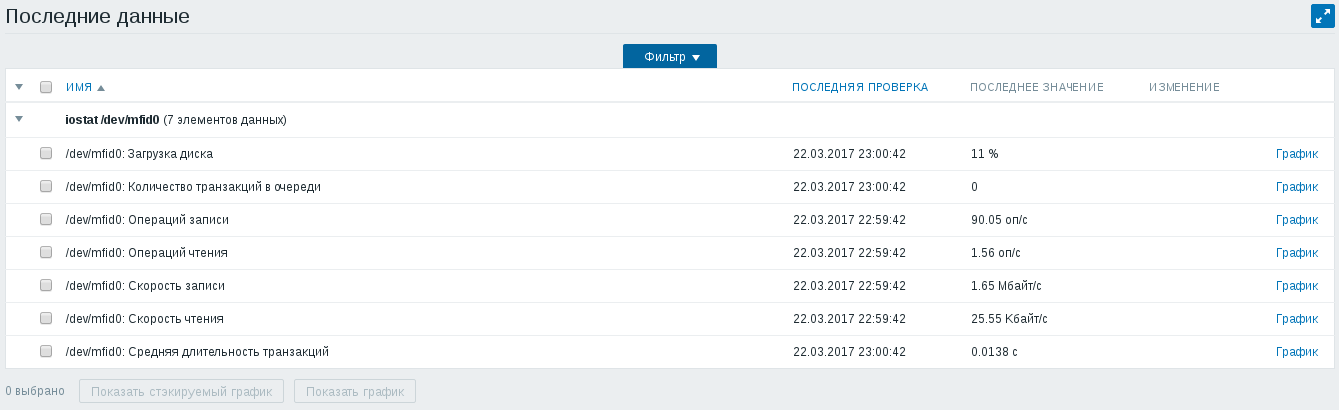 Последние данные
Фильтр
ИМЯ ПОСЛЕДНЯЯ ПРОВЕРКА ПОСЛЕДНЕЕ ЗНАЧЕНИЕ ИЗМЕНЕНИЕ
iostat /dev/mfid0 (7 элементов данных)
/dev/mfid0: Загрузка диска 22.03.2017 23:00:42 11 % График
/dev/mfid0: Количество транзакций в очереди 22.03.2017 23:00:42 0 График
/dev/mfid0: Операций записи 22.03.2017 22:59:42 90.05 оп/с График
/dev/mfid0: Операций чтения 22.03.2017 22:59:42 1.56 оп/с График
/dev/mfid0: Скорость записи 22.03.2017 22:59:42 1.65 Мбайт/с График
/dev/mfid0: Скорость чтения 22.03.2017 22:59:42 25.55 Кбайт/с График
/dev/mfid0: Средняя длительность транзакций 22.03.2017 23:00:42 0.0138 с График
0 выбрано Показать стэкируемый график Показать график